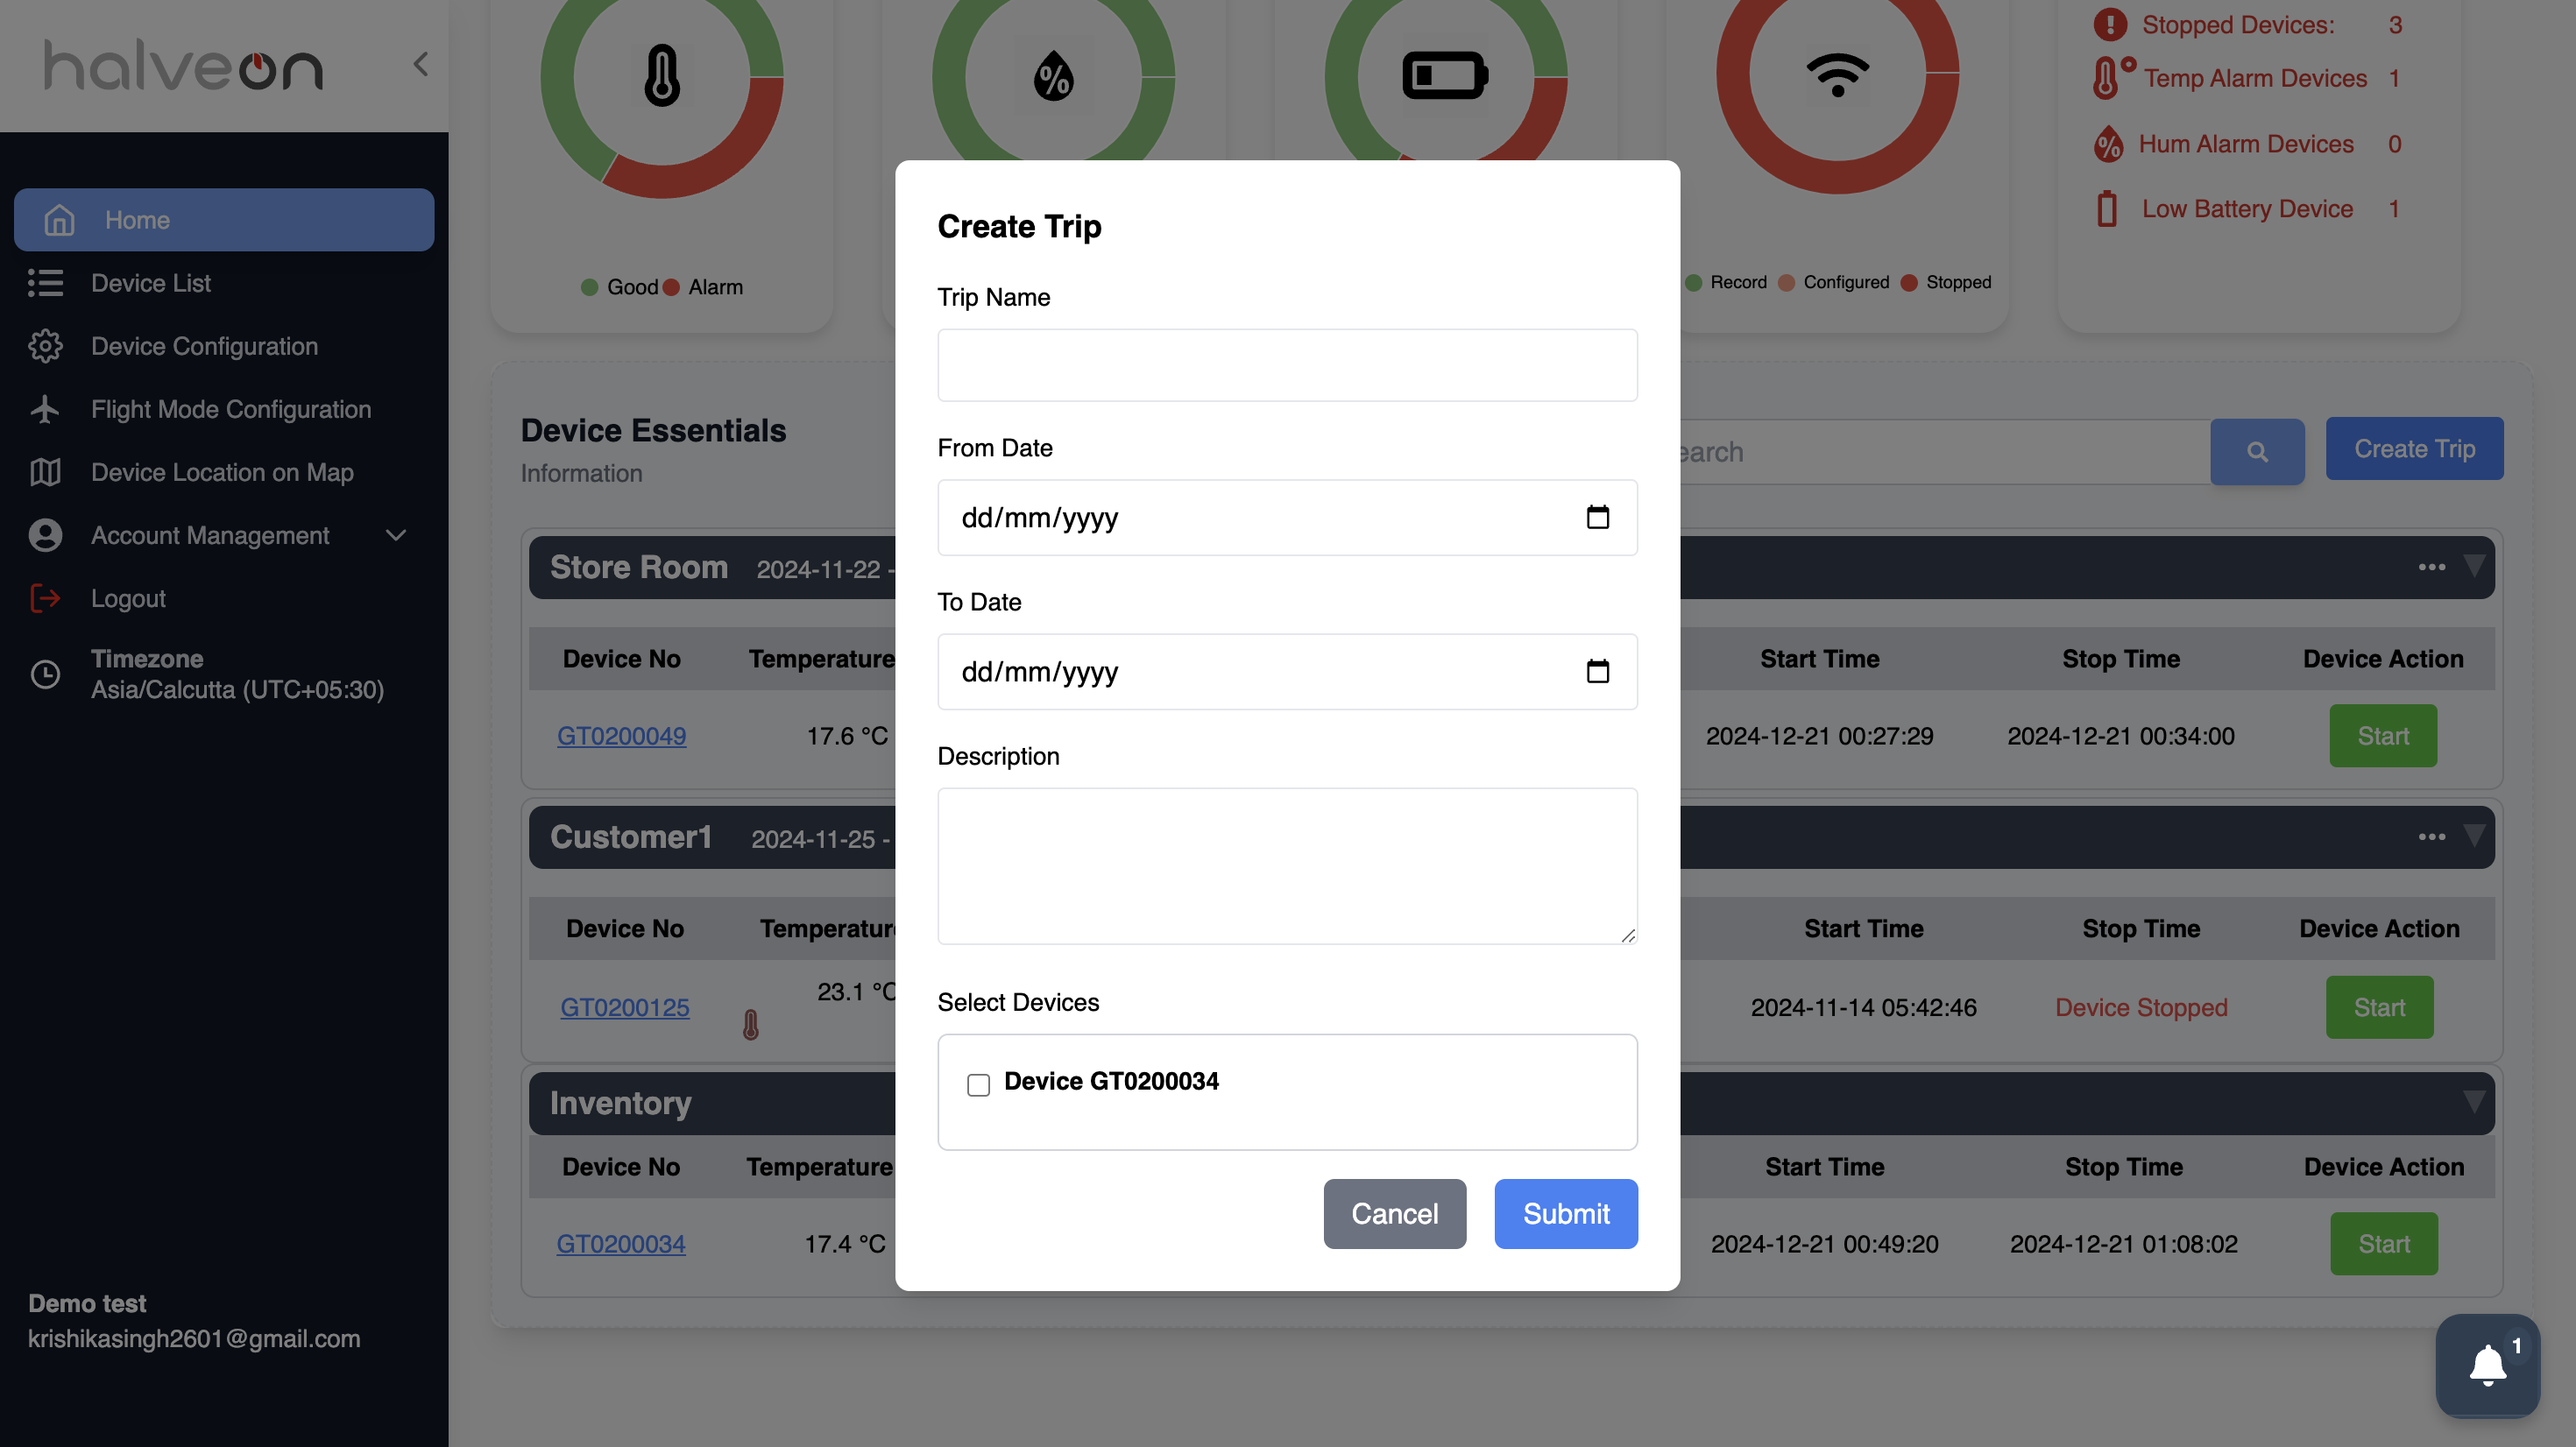 halveon
Home
Device List
Device Configuration
Flight Mode Configuration
Device Location on Map
Account Management
Logout
Timezone
Asia/Calcutta (UTC+05:30)
Demo test
krishikasingh2601@gmail.com
Good Alarm
%
Record Configured Stopped
Stopped Devices: 3
Temp Alarm Devices 1
% Hum Alarm Devices 0
Low Battery Device 1
Device Essentials
Information
earch
Create Trip
Store Room 2024-11-22 -
Device No Temperature Start Time Stop Time Device Action
GT0200049 17.6 °C 2024-12-21 00:27:29 2024-12-21 00:34:00 Start
Customer1 2024-11-25 -
Device No Temperatur Start Time Stop Time Device Action
GT0200125 23.1 °C 2024-11-14 05:42:46 Device Stopped Start
Inventory
Device No Temperature Start Time Stop Time Device Action
GT0200034 17.4 °C 2024-12-21 00:49:20 2024-12-21 01:08:02 Start
Create Trip
Trip Name
From Date
dd/mm/yyyy
To Date
dd/mm/yyyy
Description
Select Devices
Device GT0200034
Cancel Submit
1